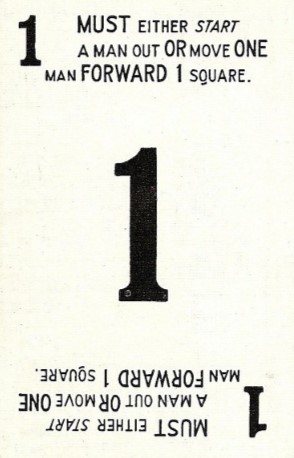 1 MUST EITHER START
A MAN OUT OR MOVE ONE
MAN FORWARD 1 SQUARE.
1
1 MUST EITHER START
A MAN OUT OR MOVE ONE
MAN FORWARD 1 SQUARE.